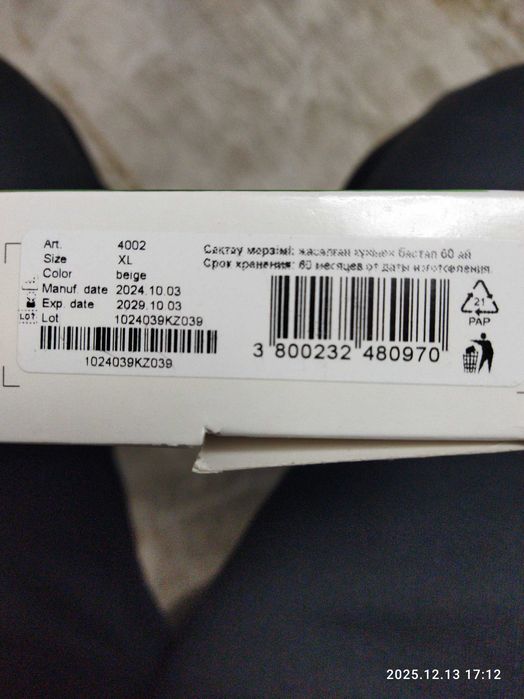 Art. 4002
Size XL
Color beige
Manuf. date 2024.10.03
Exp. date 2029.10.03
LOT Lot 1024039KZ039
1024039KZ039
Сақтау мерзімі: жасалған күннен бастап 60 ай
Срок хранения: 60 месяцев от даты изготовления
3 800232 480970
21
PAP
2025.12.13 17:12